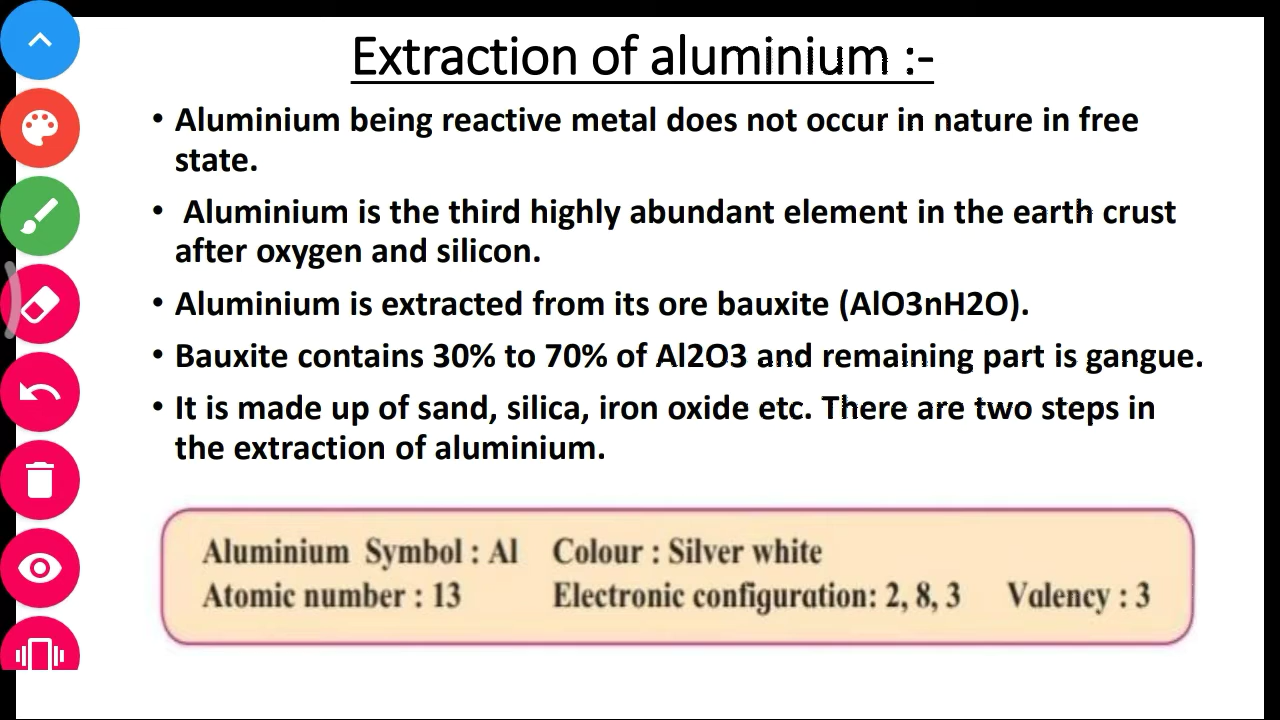 Extraction of aluminium :-
• Aluminium being reactive metal does not occur in nature in free
state.
• Aluminium is the third highly abundant element in the earth crust
after oxygen and silicon.
• Aluminium is extracted from its ore bauxite (AlO3nH2O).
• Bauxite contains 30% to 70% of Al2O3 and remaining part is gangue.
• It is made up of sand, silica, iron oxide etc. There are two steps in
the extraction of aluminium.
Aluminium Symbol : Al Colour : Silver white
Atomic number : 13 Electronic configuration: 2, 8, 3 Valency : 3